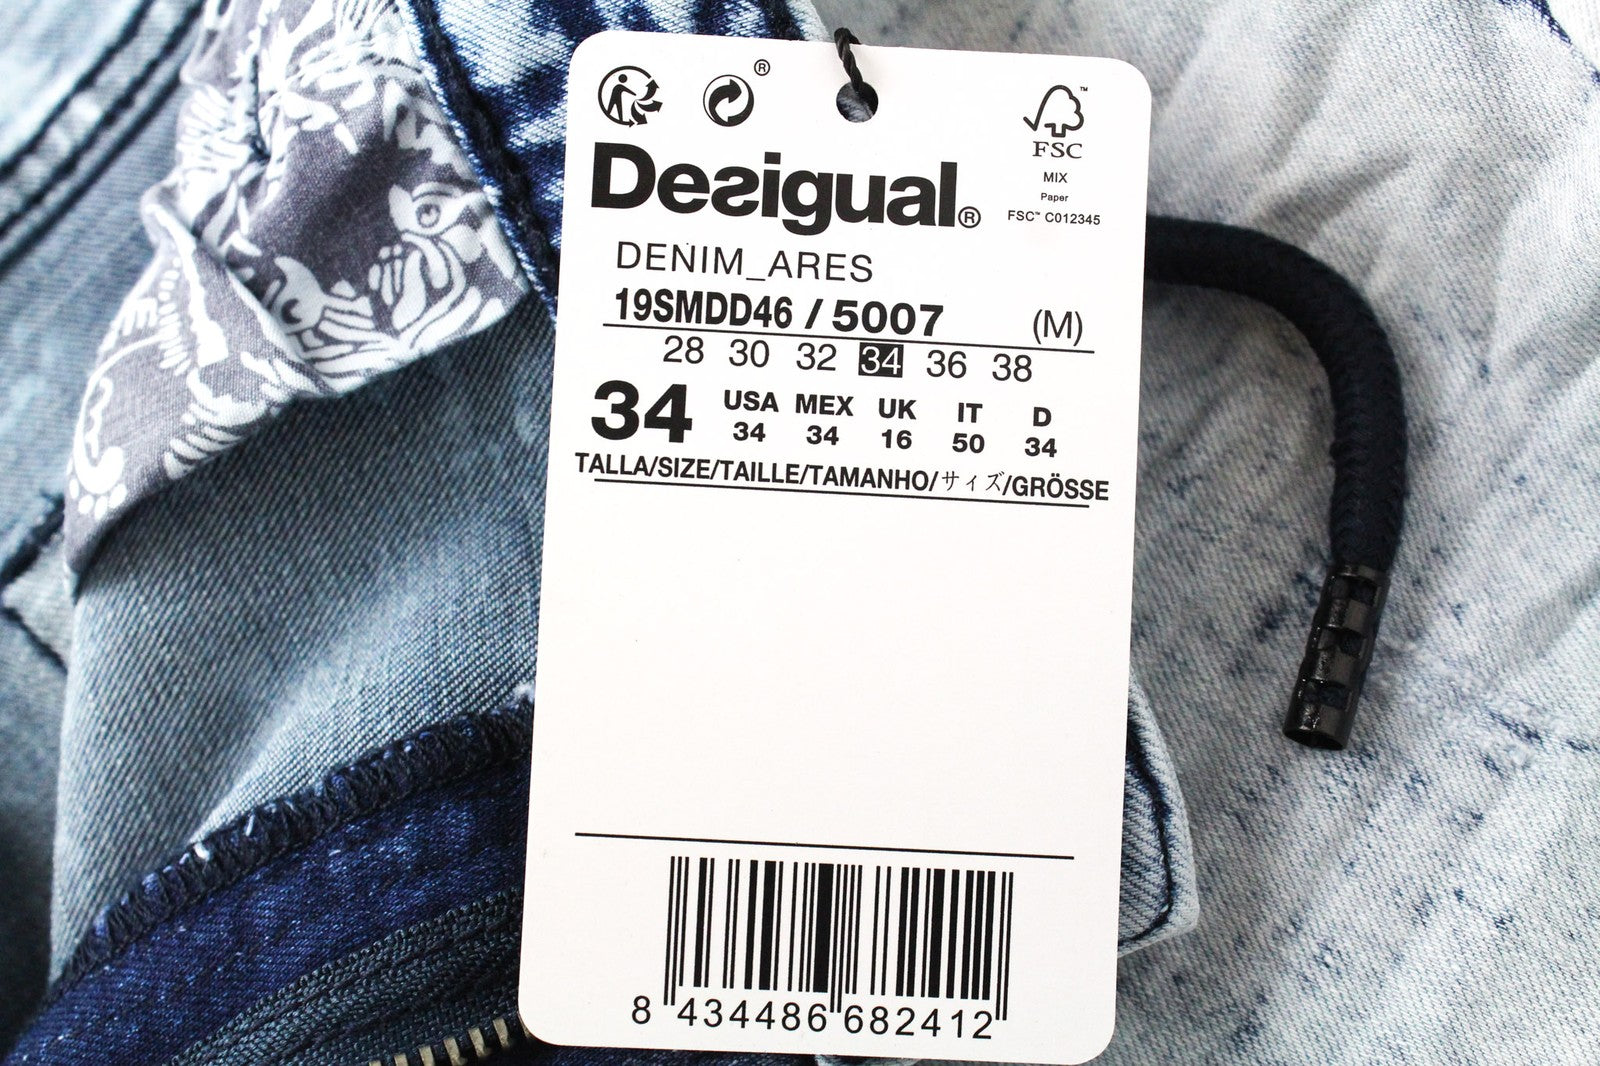 ®
Desigual®
FSC™
MIX
Paper
FSC™ C012345
DENIM_ARES
19SMDD46 / 5007 (M)
28 30 32 34 36 38
34 USA MEX UK IT D
34 34 16 50 34
TALLA/SIZE/TAILLE/TAMANHO/サイズ/GRÖSSE
8 434486 682412